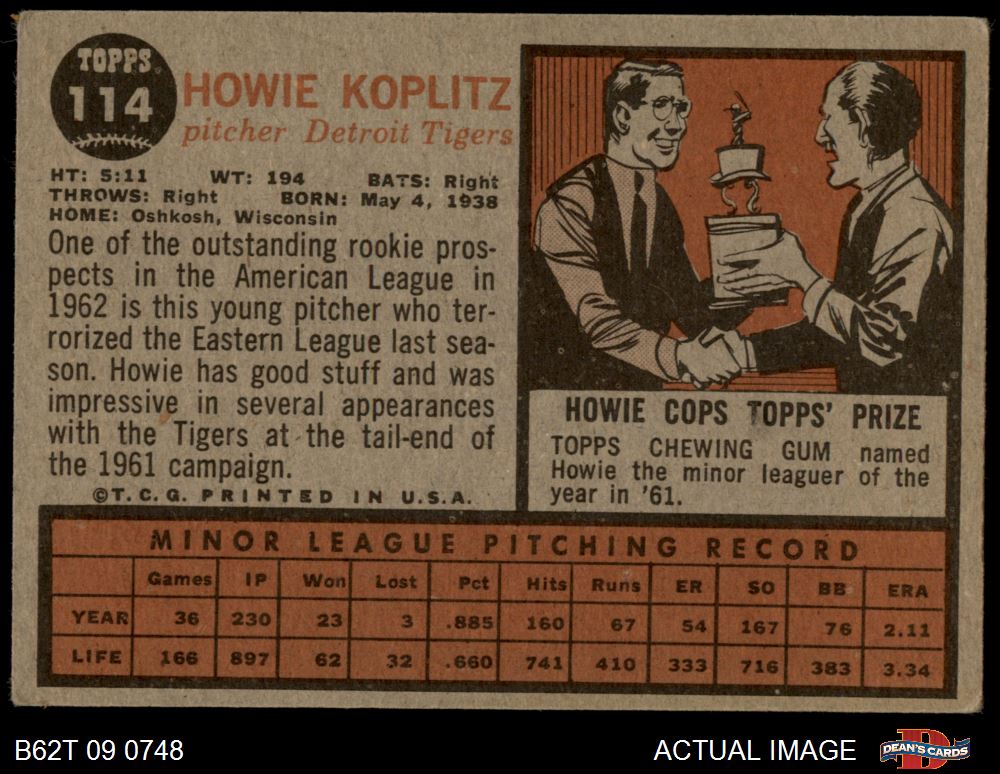 TOPPS
114
HOWIE KOPLITZ
pitcher Detroit Tigers
HT: 5:11 WT: 194 BATS: Right
THROWS: Right BORN: May 4, 1938
HOME: Oshkosh, Wisconsin
One of the outstanding rookie pros-
pects in the American League in
1962 is this young pitcher who ter-
rorized the Eastern League last sea-
son. Howie has good stuff and was
impressive in several appearances
with the Tigers at the tail-end of
the 1961 campaign.
©T.C.G. PRINTED IN U.S.A.
HOWIE COPS TOPPS' PRIZE
TOPPS CHEWING GUM named
Howie the minor leaguer of the
year in '61.
MINOR LEAGUE PITCHING RECORD
Games IP Won Lost Pct Hits Runs ER SO BB ERA
YEAR 36 230 23 3 .885 160 67 54 167 76 2.11
LIFE 166 897 62 32 .660 741 410 333 716 383 3.34
B62T 09 0748
ACTUAL IMAGE
DEAN'S CARDS